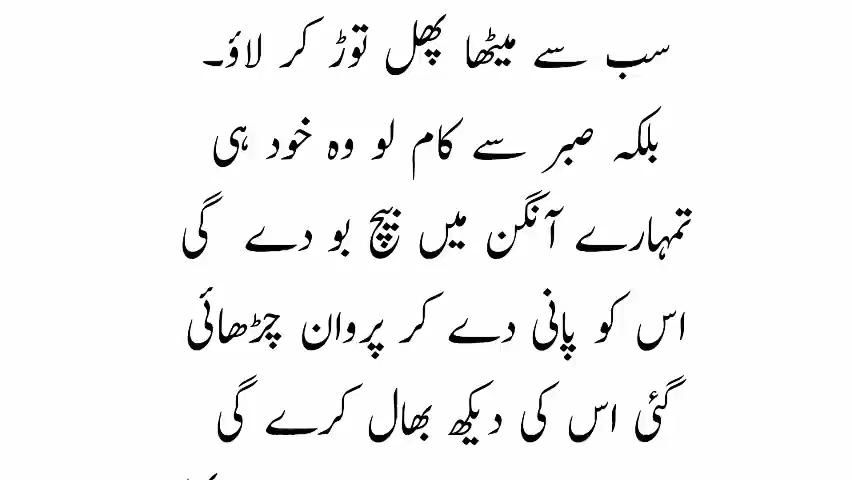 سب سے میٹھا پھل توڑ کر لاؤ۔
بلکہ صبر سے کام لو وہ خود ہی
تمہارے آنگن میں بیچ بو دے گی
اس کو پانی دے کر پروان چڑھائی
گئی اس کی دیکھ بھال کرے گی